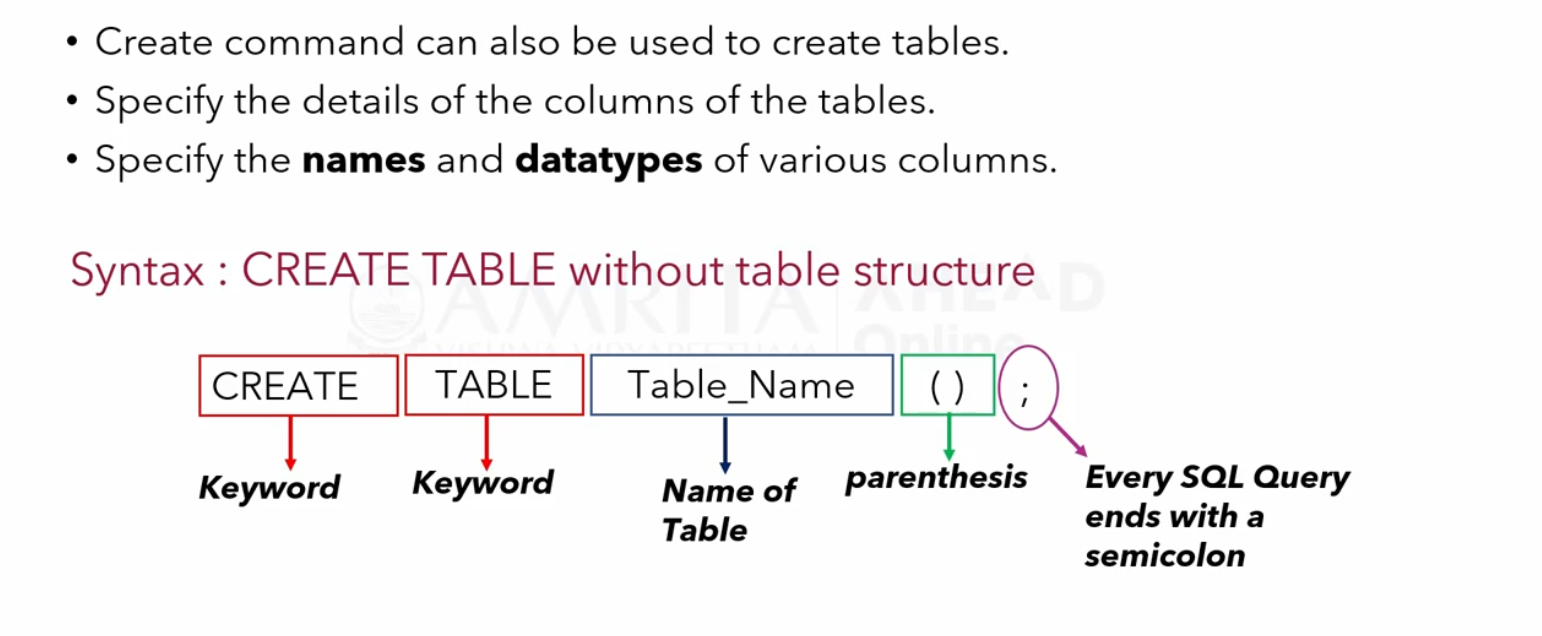 • Create command can also be used to create tables.
• Specify the details of the columns of the tables.
• Specify the names and datatypes of various columns.
Syntax : CREATE TABLE without table structure
AMRITA AHEAD
Online
CREATE TABLE Table_Name ( ) ;
Keyword Keyword Name of Table parenthesis Every SQL Query
ends with a
semicolon